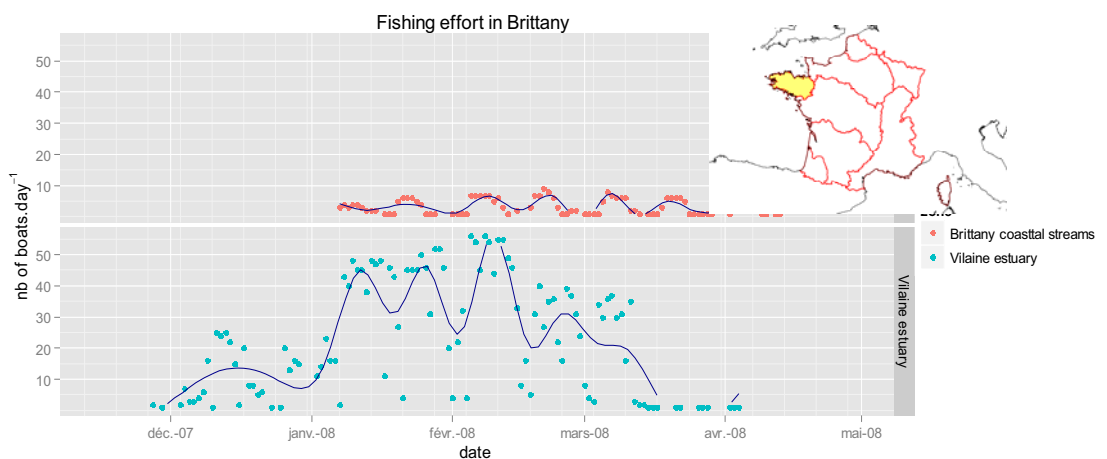 Fishing effort in Brittany
50
40
30
20
10
nb of boats.day⁻¹
Brittany coasttal streams
Vilaine estuary
50
40
30
20
10
Vilaine estuary
déc.-07 janv.-08 févr.-08 mars-08 avr.-08 mai-08
date